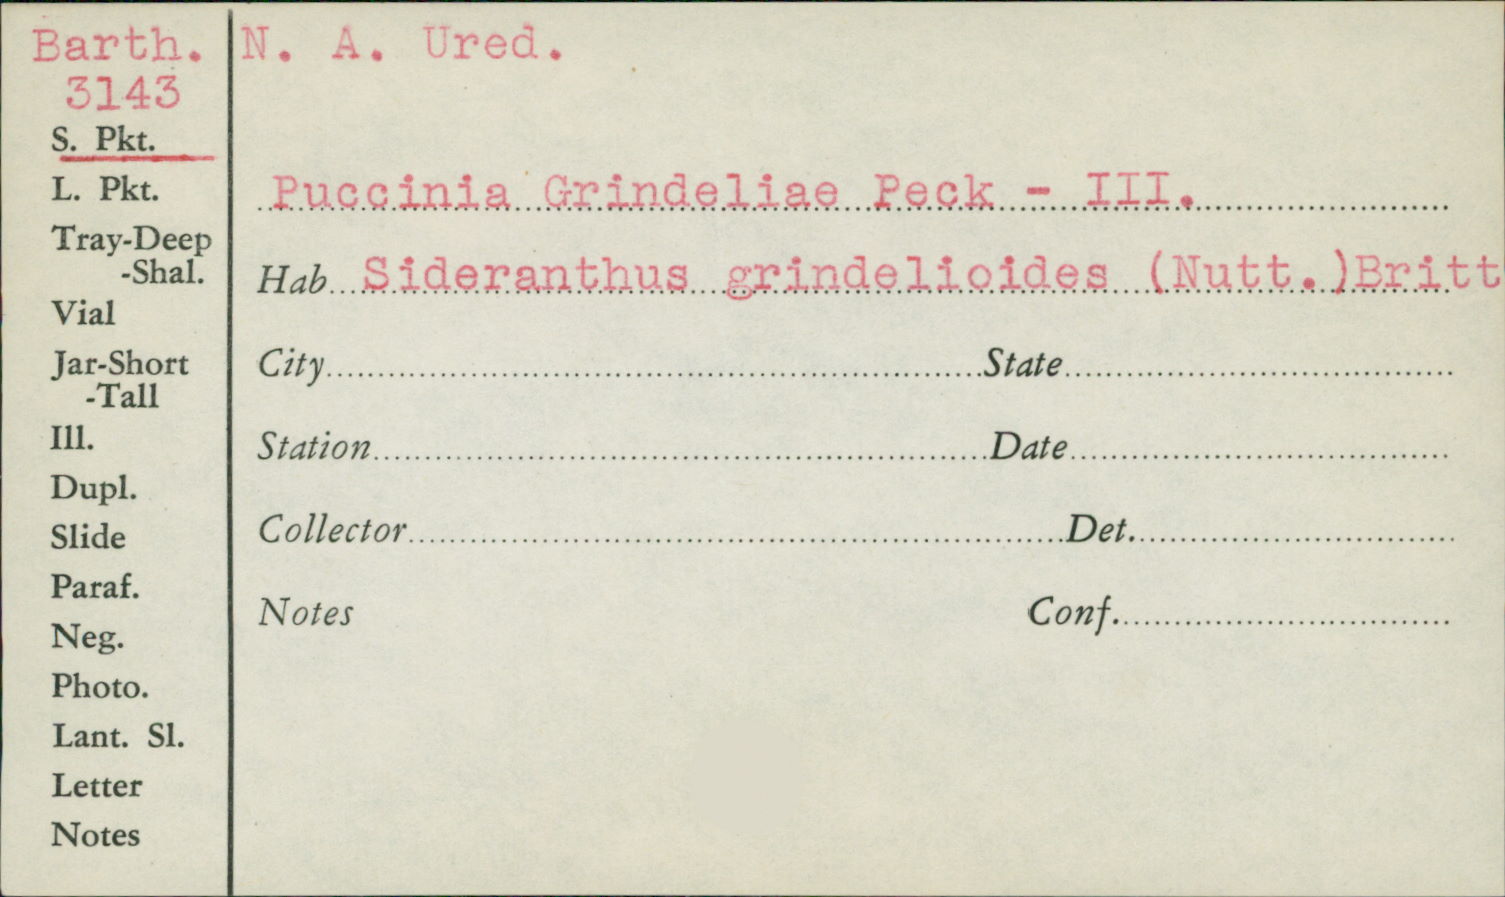 Barth.
3143
N. A. Ured.
S. Pkt.
L. Pkt.
Tray-Deep
-Shal.
Vial
Jar-Short
-Tall
Ill.
Dupl.
Slide
Paraf.
Neg.
Photo.
Lant. Sl.
Letter
Notes
Puccinia Grindeliae Peck - III.
Hab. Sideranthus grindelioides (Nutt.)Britt
City State
Station Date
Collector Det.
Notes Conf.